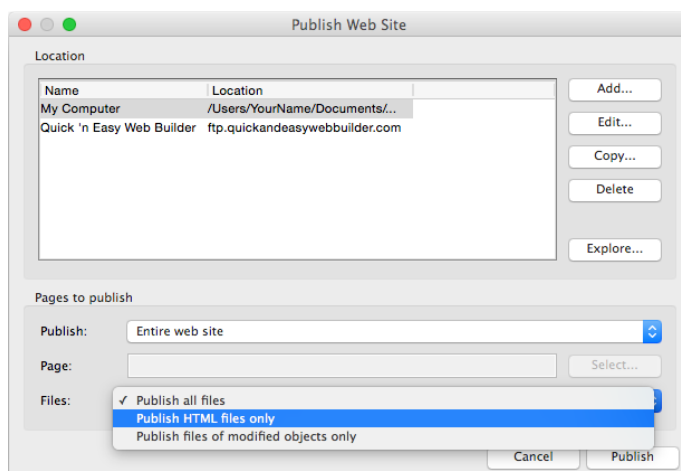 Publish Web Site
Location
Name Location
My Computer /Users/YourName/Documents/...
Quick 'n Easy Web Builder ftp.quickandeasywebbuilder.com
Add...
Edit...
Copy...
Delete
Explore...
Pages to publish
Publish: Entire web site
Page: Select...
Files: ✓ Publish all files
Publish HTML files only
Publish files of modified objects only
Cancel Publish